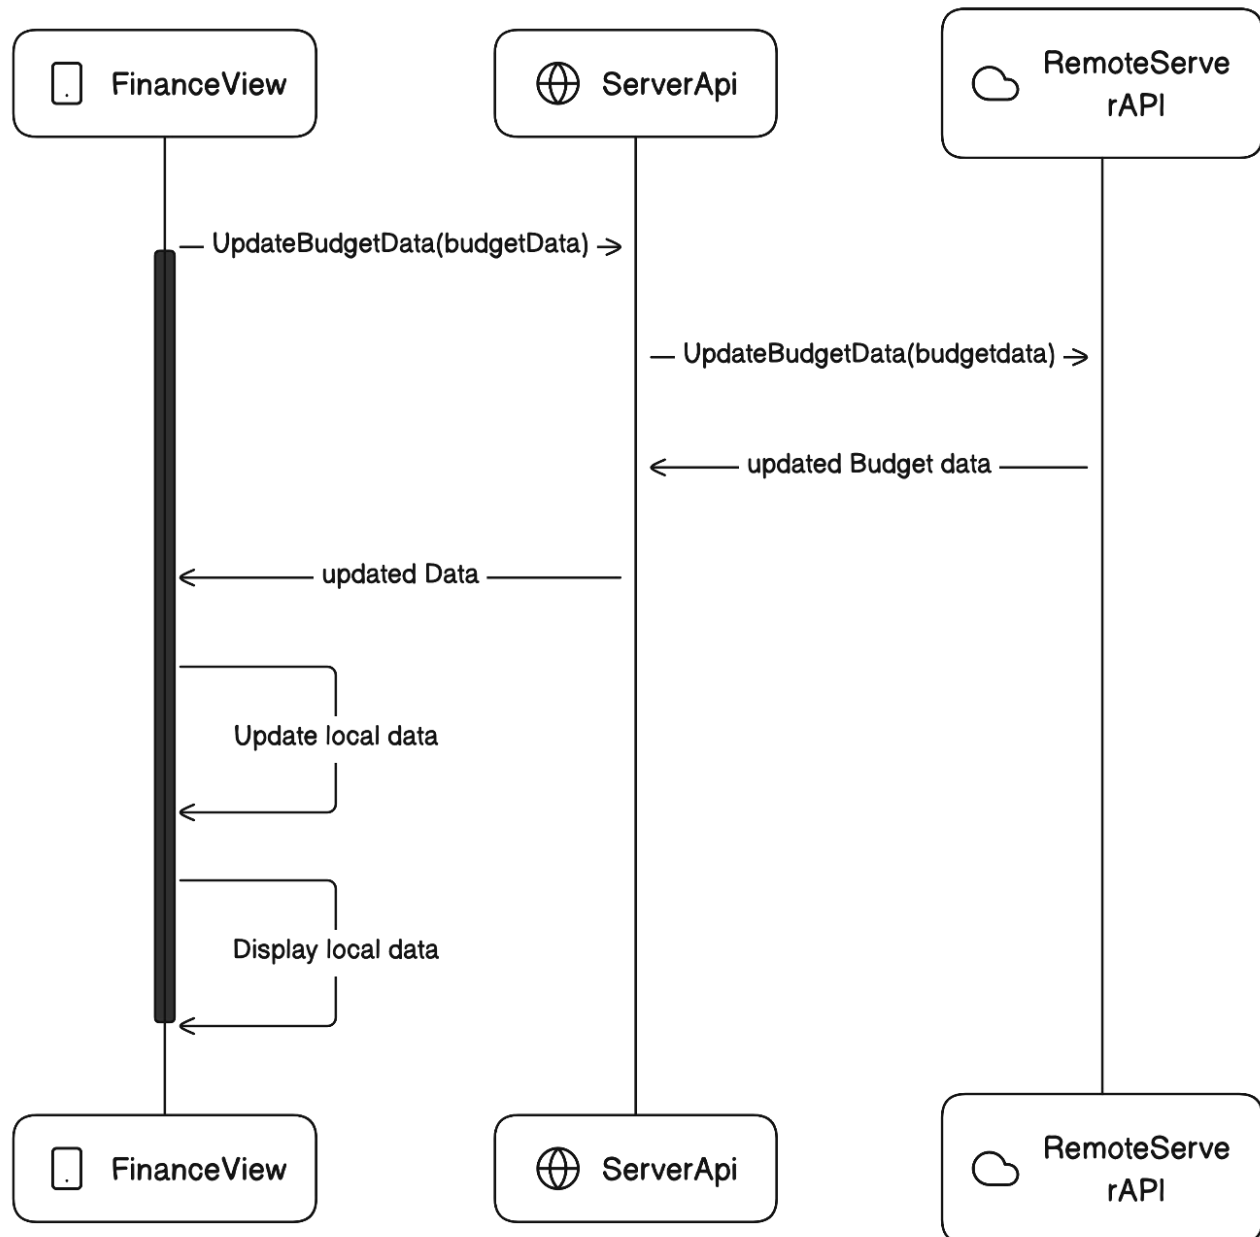 FinanceView
ServerApi
RemoteServe
rAPI
UpdateBudgetData(budgetData)
UpdateBudgetData(budgetdata)
updated Budget data
updated Data
Update local data
Display local data
FinanceView
ServerApi
RemoteServe
rAPI